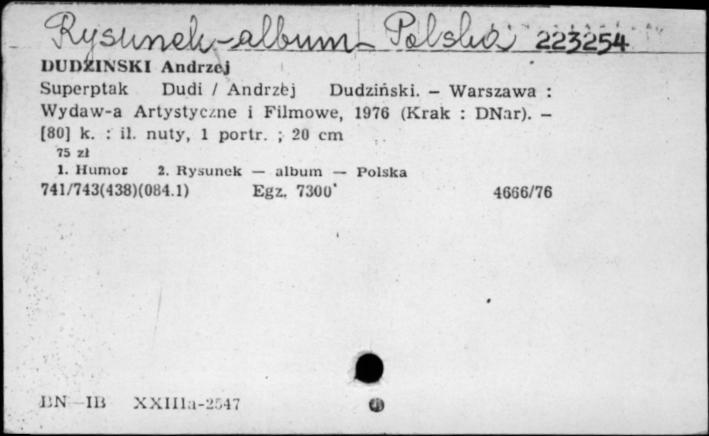 Rysunek-album-Polska 223254
DUDZINSKI Andrzej
Superptak Dudi / Andrzej Dudziński. – Warszawa :
Wydaw-a Artystyczne i Filmowe, 1976 (Krak : DNar). –
[80] k. : il. nuty, 1 portr. ; 20 cm
75 zł
1. Humor 2. Rysunek — album — Polska
741/743(438)(084.1) Egz. 7300 4666/76
BN—IB XXIIIa-2547